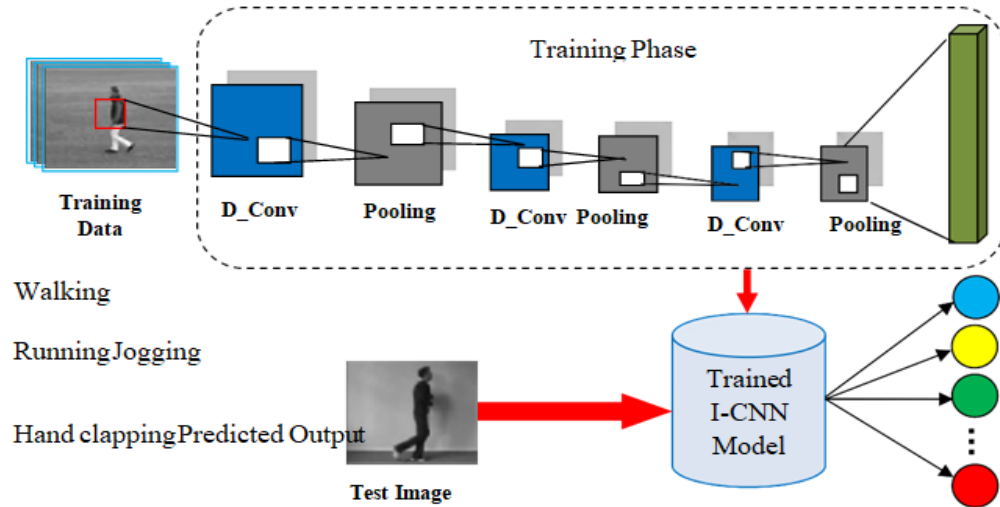 Training Phase
Training
Data
D_Conv
Pooling
D_Conv
Pooling
D_Conv
Pooling
Walking
RunningJogging
Hand clappingPredicted Output
Test Image
Trained
I-CNN
Model